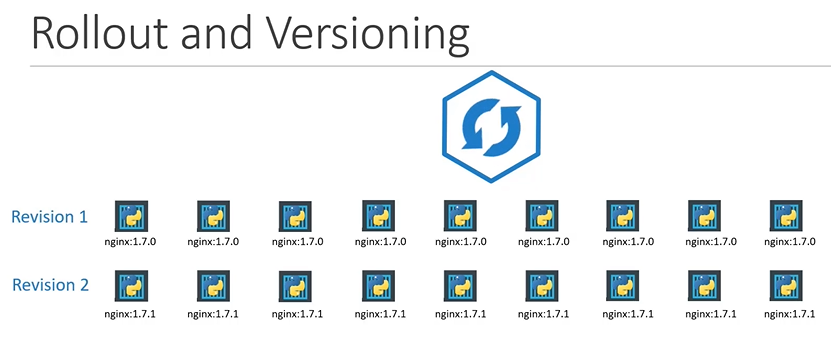 Rollout and Versioning
Revision 1
nginx:1.7.0 nginx:1.7.0 nginx:1.7.0 nginx:1.7.0 nginx:1.7.0 nginx:1.7.0 nginx:1.7.0 nginx:1.7.0 nginx:1.7.0
Revision 2
nginx:1.7.1 nginx:1.7.1 nginx:1.7.1 nginx:1.7.1 nginx:1.7.1 nginx:1.7.1 nginx:1.7.1 nginx:1.7.1 nginx:1.7.1